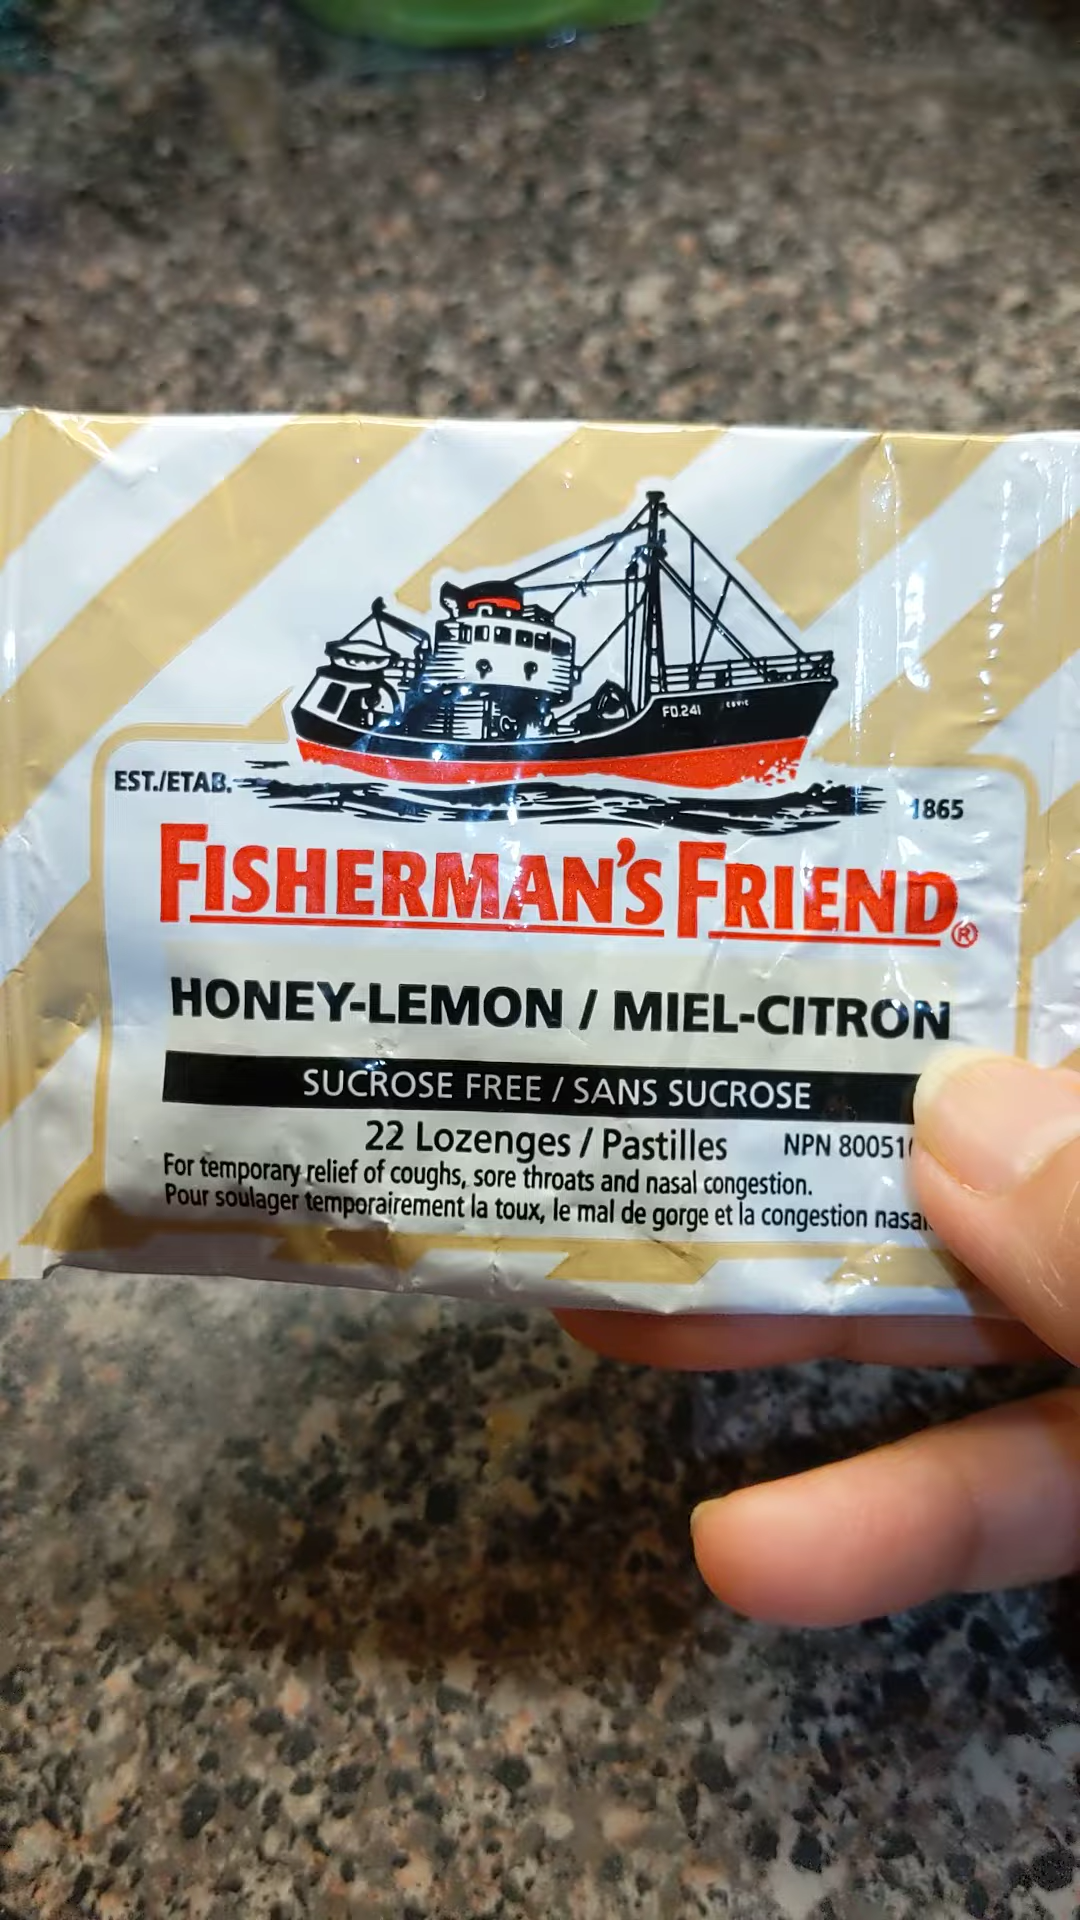 FD.241
EST./ETAB.
1865
FISHERMAN'S FRIEND®
HONEY-LEMON / MIEL-CITRON
SUCROSE FREE / SANS SUCROSE
22 Lozenges / Pastilles NPN
For temporary relief of coughs, sore throats and nasal congestion.
Pour soulager temporairement la toux, le mal de gorge et la congestion nasale.